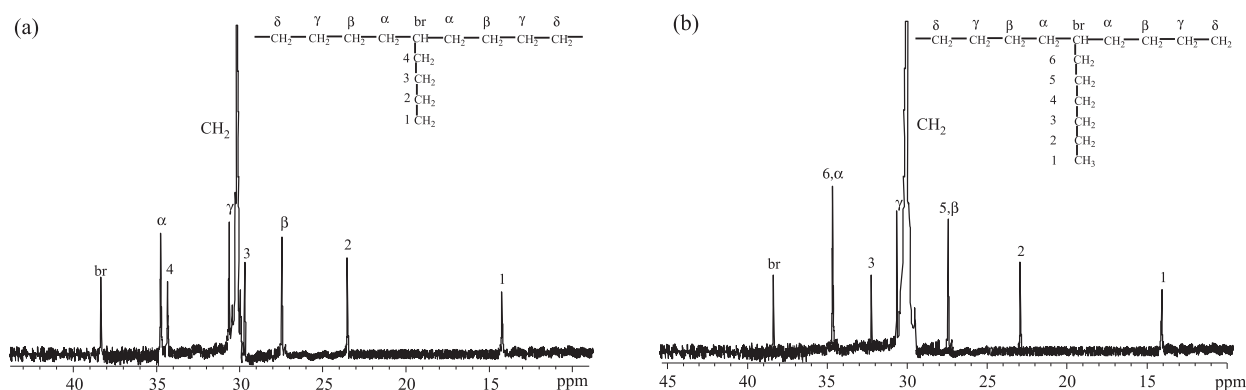 (a)
δ γ β α br α β γ δ
CH₂ CH₂ CH₂ CH₂ CH CH₂ CH₂ CH₂ CH₂
4 CH₂
3 CH₂
2 CH₂
1 CH₂
CH₂
br α 4 γ 3 β 2 1
40 35 30 25 20 15 ppm
(b)
δ γ β α br α β γ δ
CH₂ CH₂ CH₂ CH₂ CH CH₂ CH₂ CH₂ CH₂
6 CH₂
5 CH₂
4 CH₂
3 CH₂
2 CH₂
1 CH₃
CH₂
br 6,α 3 γ 5,β 2 1
45 40 35 30 25 20 15 ppm 10